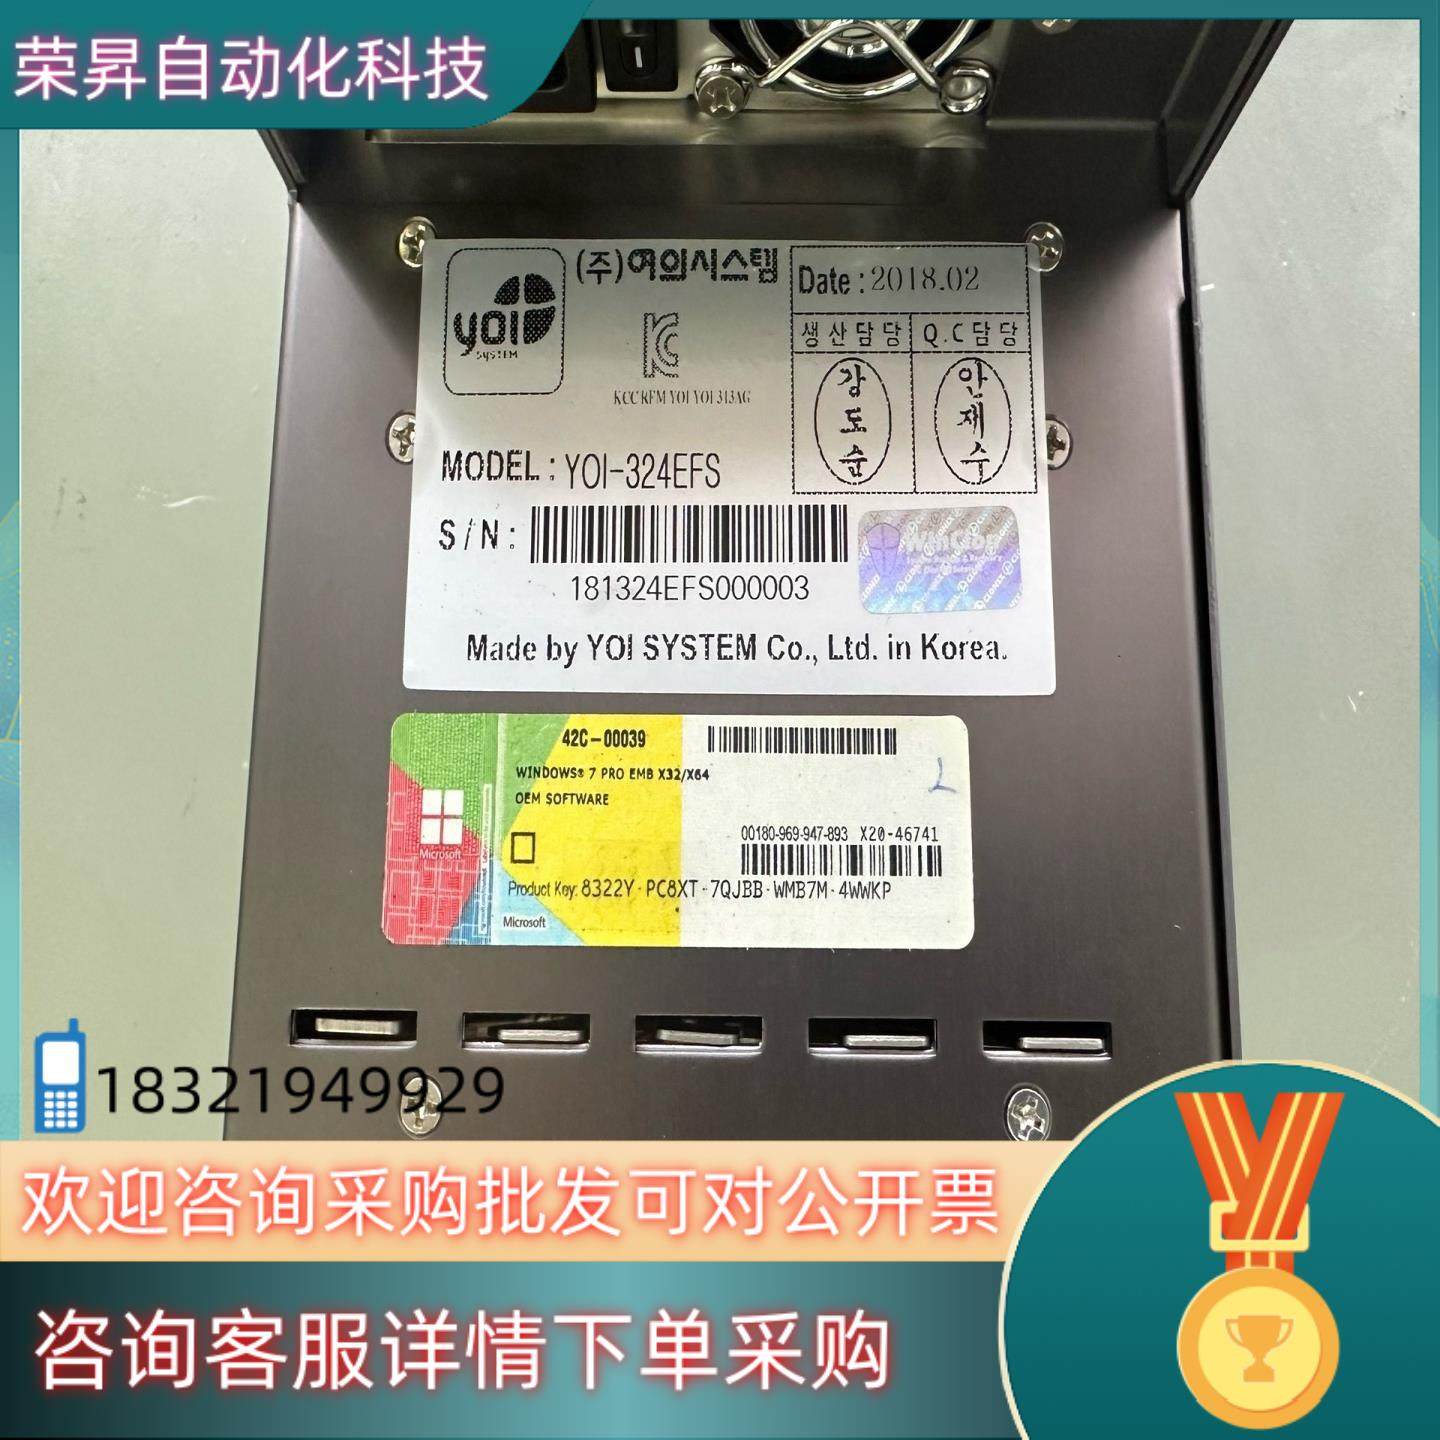 荣昇自动化科技
yoi
SYSTEM
(주)여의시스템
KCC RFM YOI YOI 313AG
Date : 2018.02
생산담당 Q.C담당
강도순 안재수
MODEL : YOI-324EFS
S/N :
181324EFS000003
Made by YOI SYSTEM Co., Ltd. in Korea.
42C-00039
WINDOWS® 7 PRO EMB X32/X64
OEM SOFTWARE
Microsoft
00180-969-947-893 X20-46741
Product Key: 8322Y-PC8XT-7QJBB-WMB7M-4WWKP
Microsoft
18321949929
欢迎咨询采购批发可对公开票
咨询客服详情下单采购